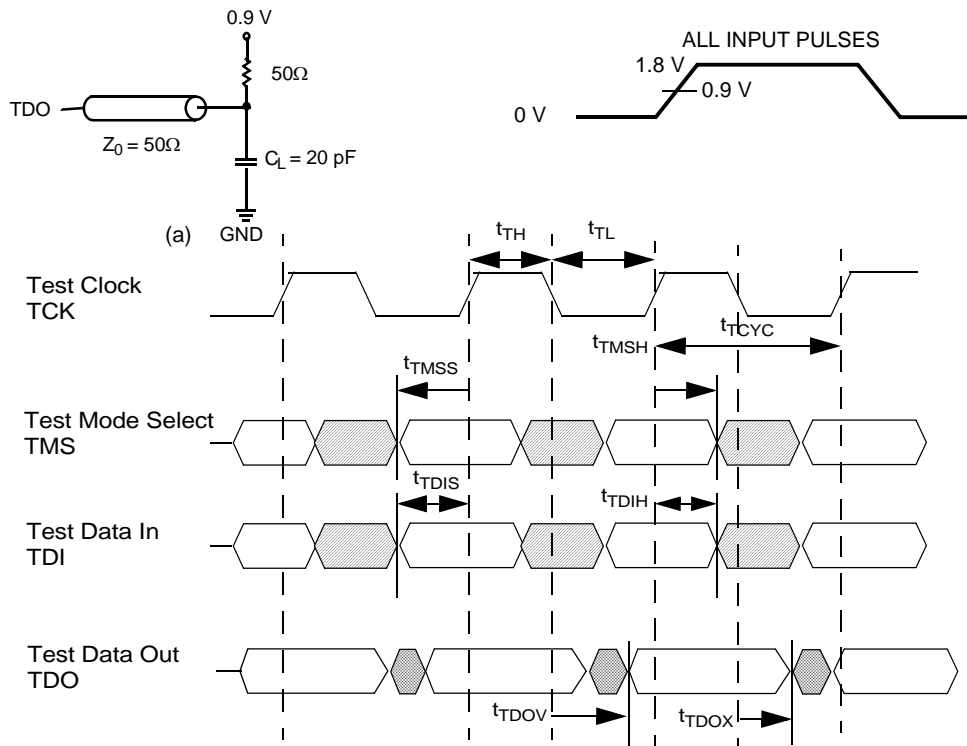 0.9 V
50Ω
TDO
Z0 = 50Ω
CL = 20 pF
(a) GND
ALL INPUT PULSES
1.8 V
0.9 V
0 V
tTH
tTL
Test Clock
TCK
tTCYC
tTMSH
tTMSS
Test Mode Select
TMS
tTDIS
tTDIH
Test Data In
TDI
Test Data Out
TDO
tTDOV
tTDOX